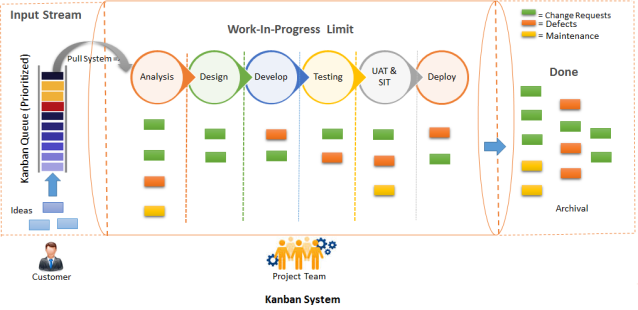 Input Stream
Work-In-Progress Limit
= Change Requests
= Defects
= Maintenance
Pull System =
Kanban Queue (Prioritized)
Analysis
Design
Develop
Testing
UAT &
SIT
Deploy
Done
Ideas
Archival
Customer
Project Team
Kanban System